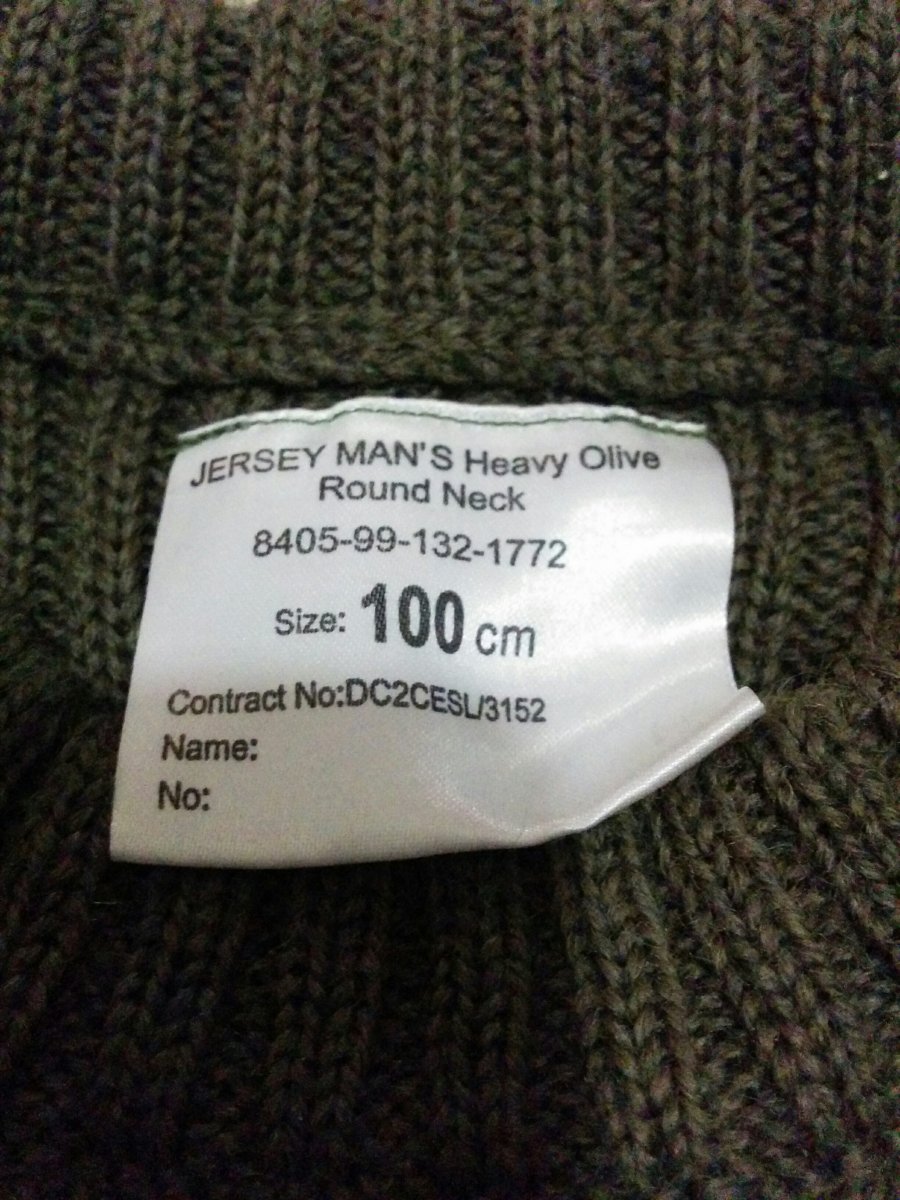 JERSEY MAN'S Heavy Olive
Round Neck
8405-99-132-1772
Size: 100 cm
Contract No:DC2CESL/3152
Name:
No: